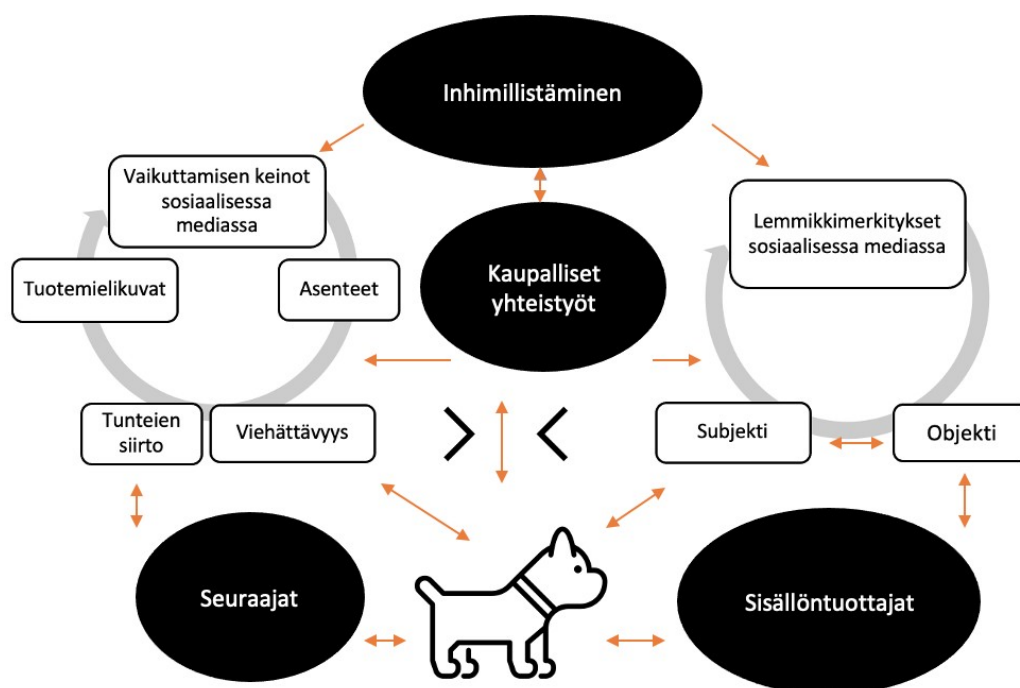 Inhimillistäminen
Vaikuttamisen keinot
sosiaalisessa
mediassa
Lemmikkimerkitykset
sosiaalisessa mediassa
Kaupalliset
yhteistyöt
Tuotemielikuvat
Asenteet
Tunteien
siirto
Viehättävyys
Subjekti
Objekti
Seuraajat
Sisällöntuottajat